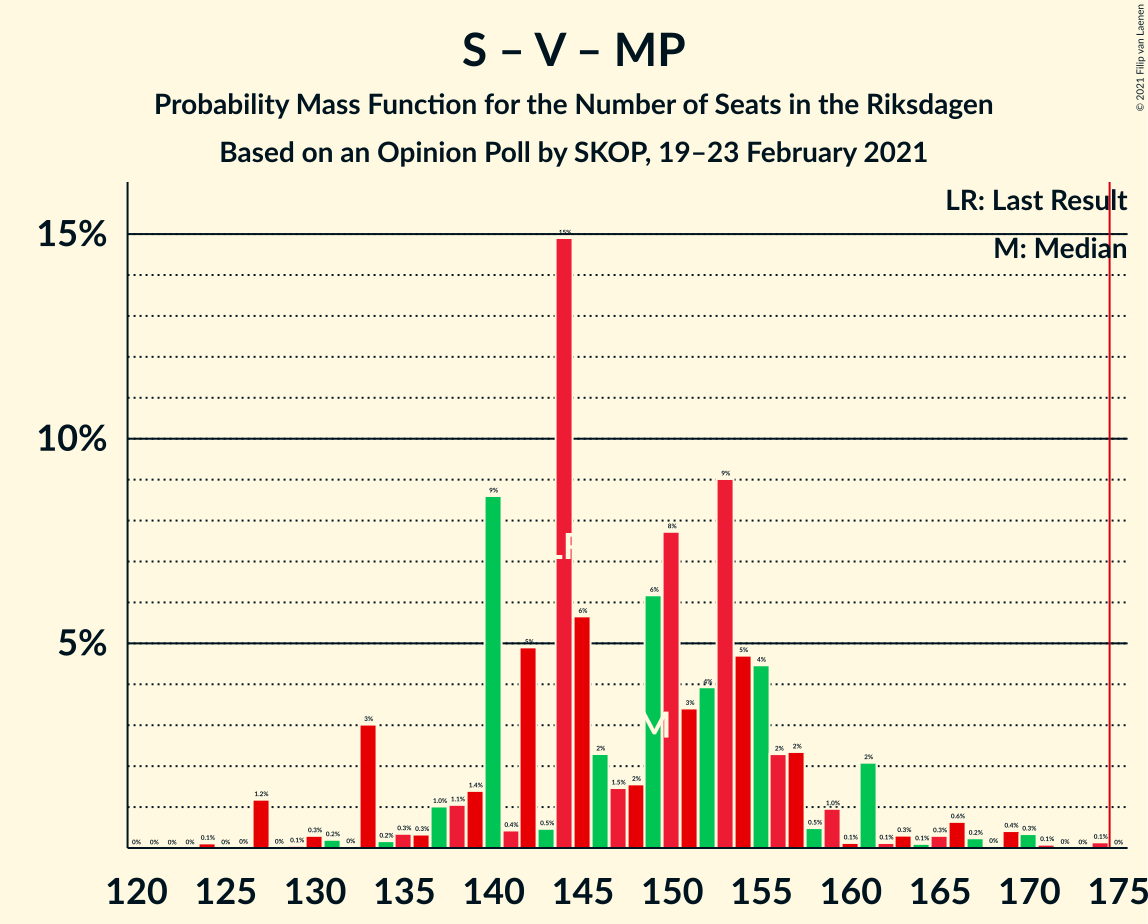 © 2021 Filip van Laenen
S – V – MP
Probability Mass Function for the Number of Seats in the Riksdagen
Based on an Opinion Poll by SKOP, 19–23 February 2021
LR: Last Result
M: Median
15%
10%
5%
0% 0% 0% 0% 0.1% 0% 0% 1.2% 0% 0.1% 0.3% 0.2% 0% 3% 0.2% 0.3% 0.3% 1.0% 1.1% 1.4% 9% 0.4% 5% 0.5% 15% 6% 2% 1.5% 2% 6% 8% 3% 4% 9% 5% 4% 2% 2% 0.5% 1.0% 0.1% 2% 0.1% 0.3% 0.1% 0.3% 0.6% 0.2% 0% 0.4% 0.3% 0.1% 0% 0% 0.1% 0%
LR
M
120 125 130 135 140 145 150 155 160 165 170 175